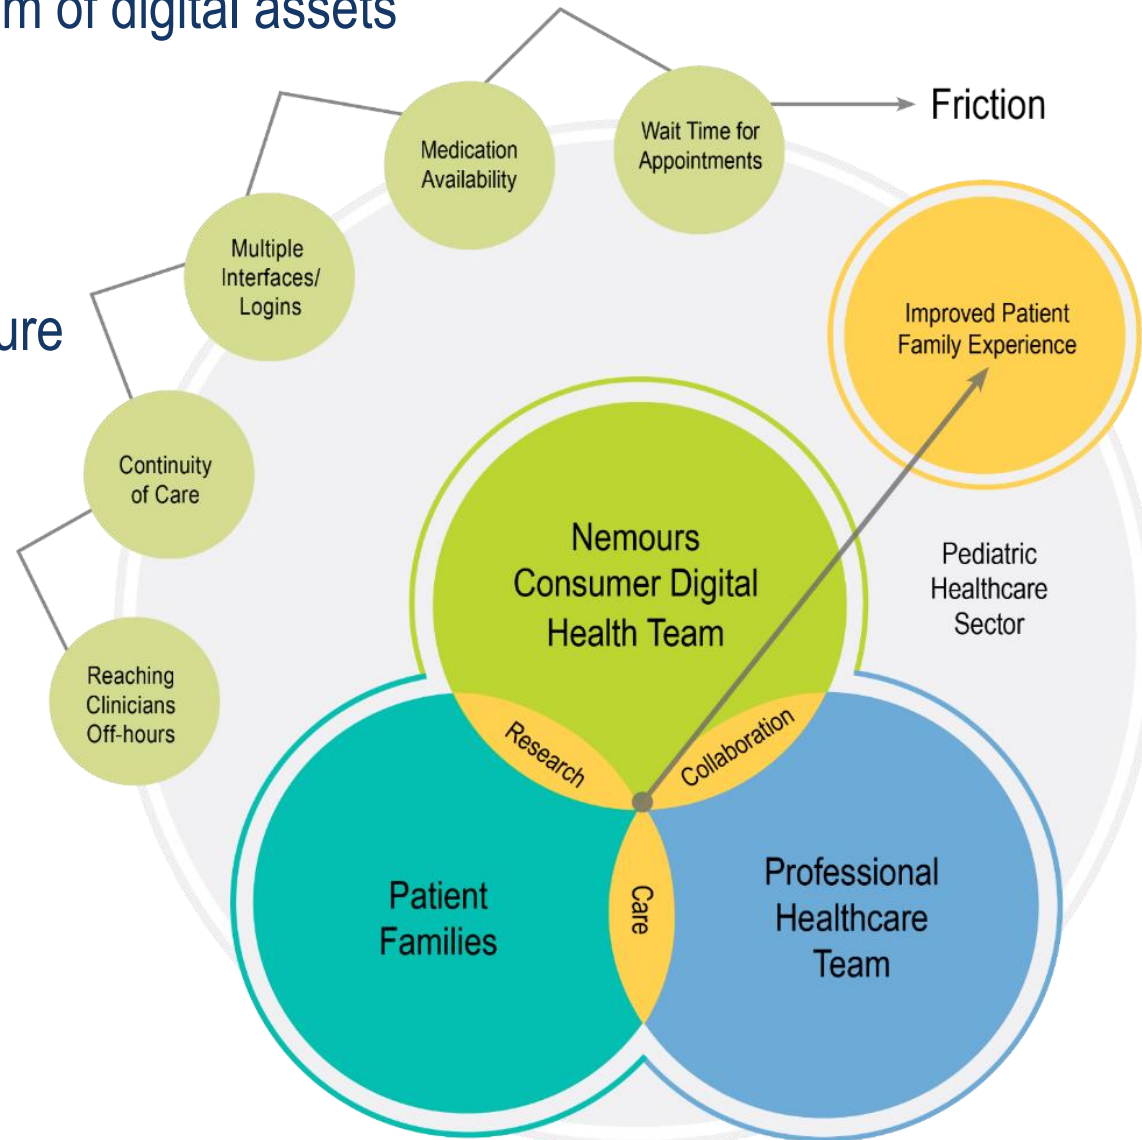 m of digital assets
Friction
Wait Time for
Appointments
Medication
Availability
Multiple
Interfaces/
Logins
ure
Improved Patient
Family Experience
Continuity
of Care
Nemours
Consumer Digital
Health Team
Pediatric
Healthcare
Sector
Reaching
Clinicians
Off-hours
Research
Collaboration
Patient
Families
Care
Professional
Healthcare
Team